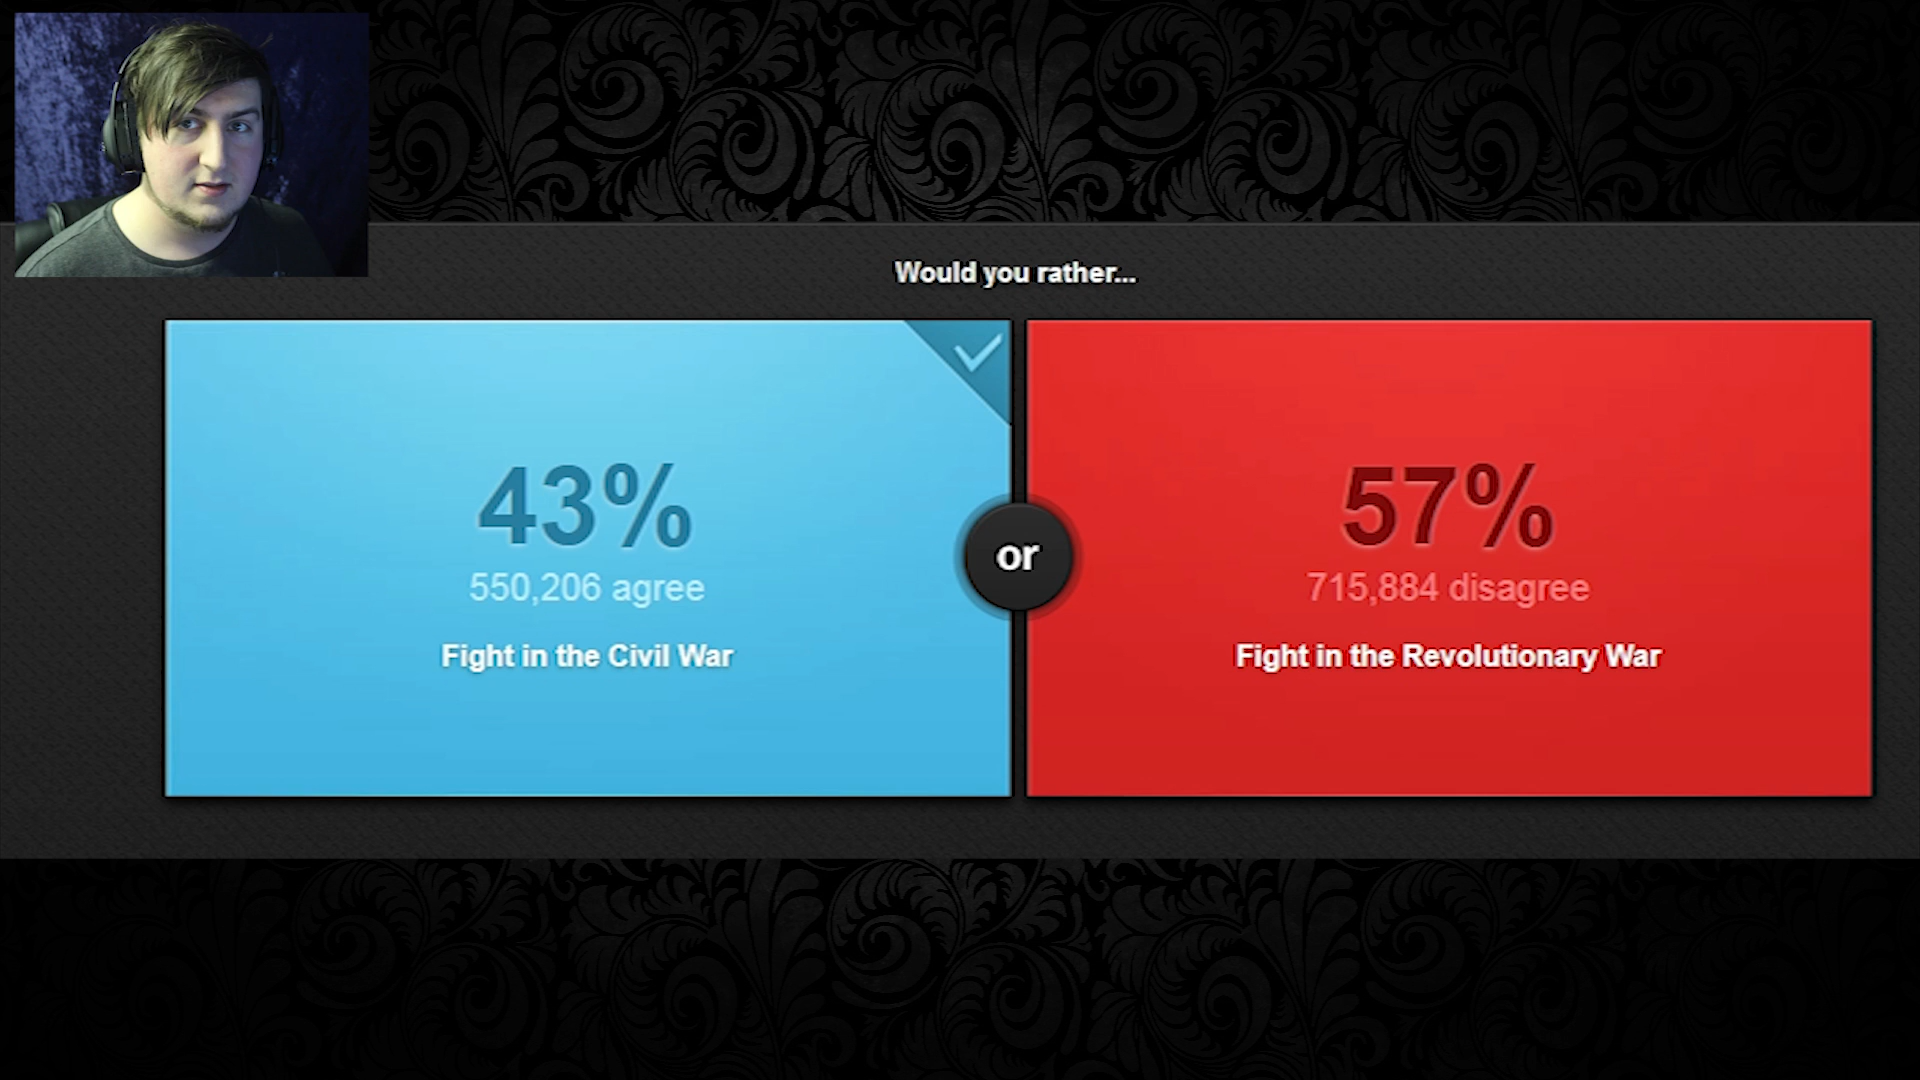 Would you rather...
43%
550,206 agree
Fight in the Civil War
or
57%
715,884 disagree
Fight in the Revolutionary War